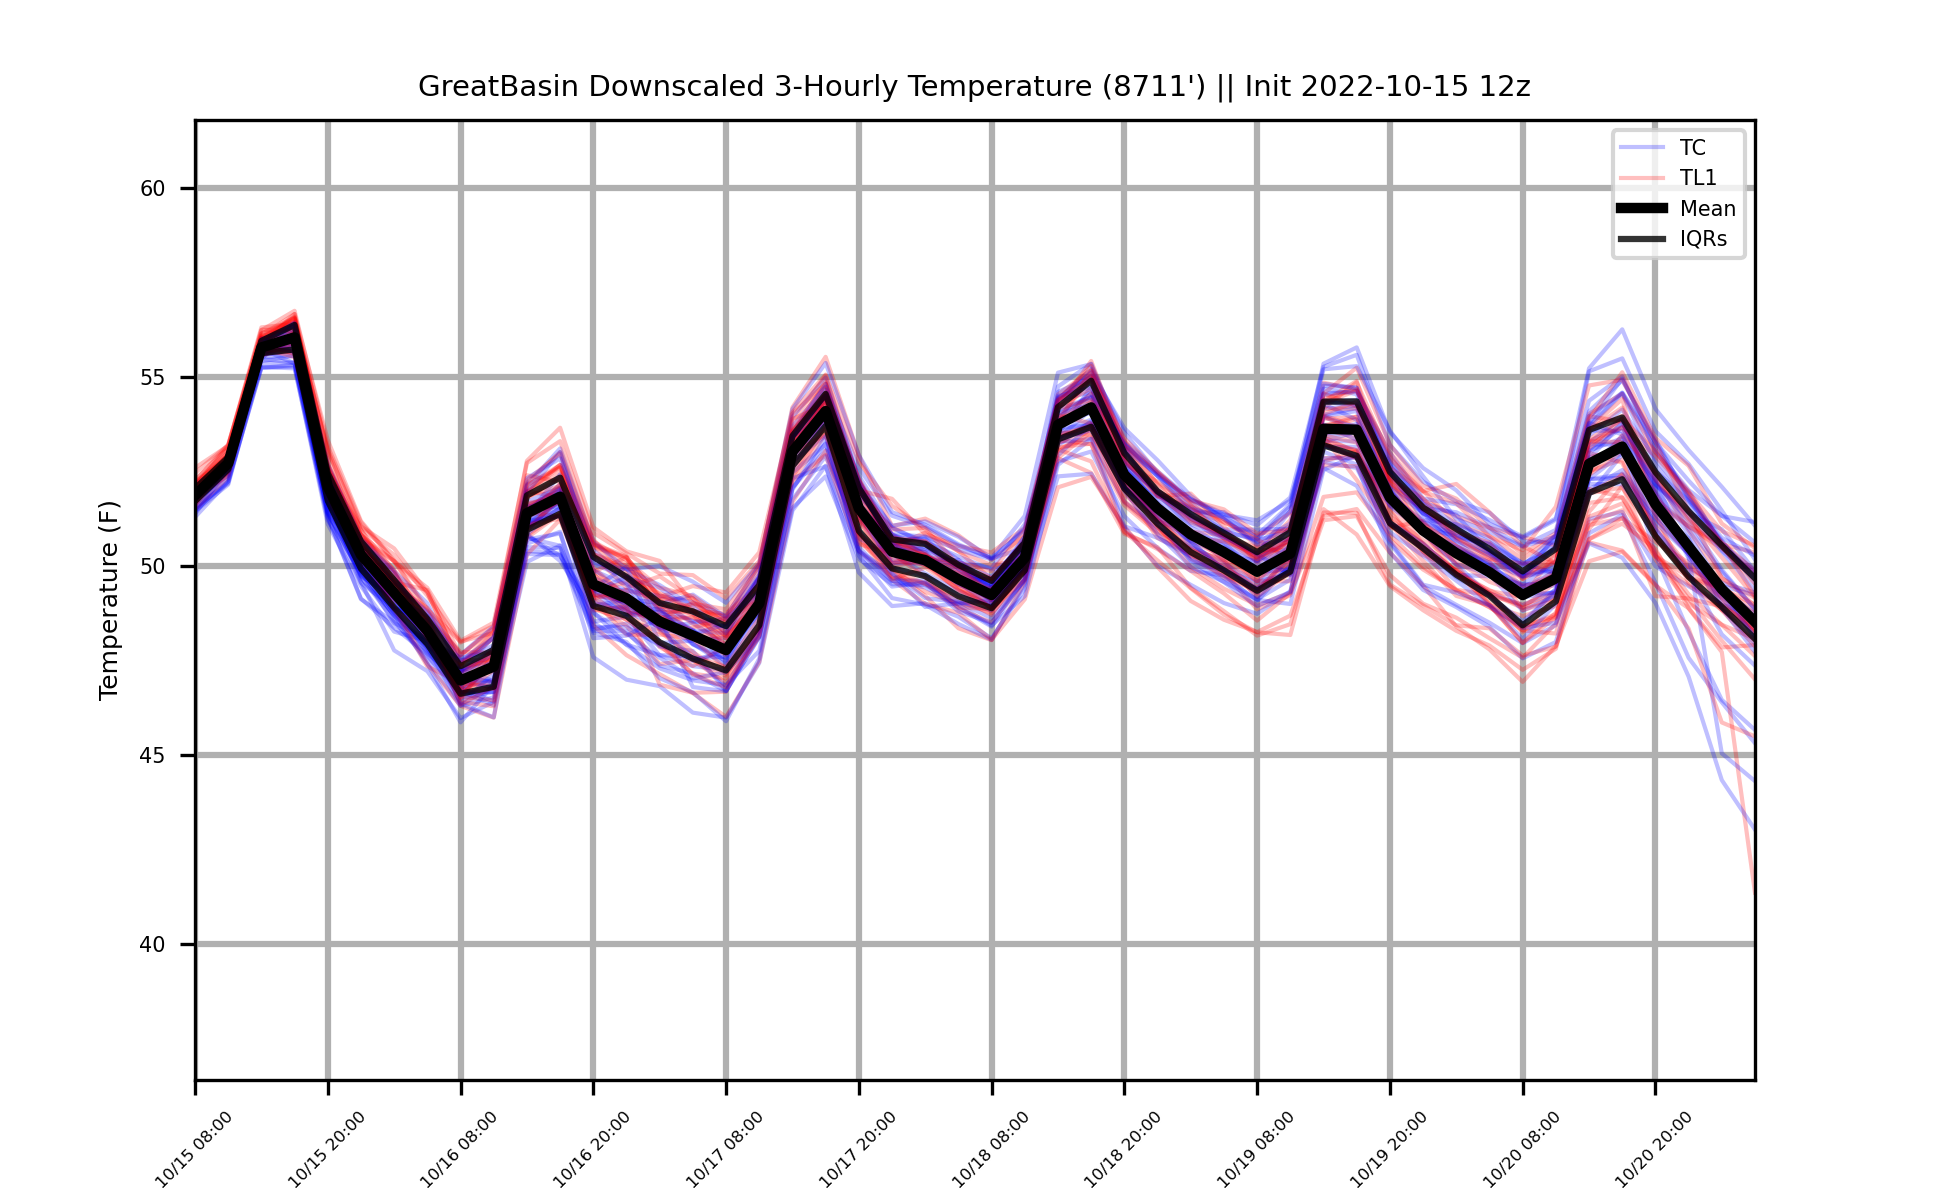 GreatBasin Downscaled 3-Hourly Temperature (8711') || Init 2022-10-15 12z
TC
TL1
Mean
IQRs
Temperature (F)
60
55
50
45
40
10/15 08:00
10/15 20:00
10/16 08:00
10/16 20:00
10/17 08:00
10/17 20:00
10/18 08:00
10/18 20:00
10/19 08:00
10/19 20:00
10/20 08:00
10/20 20:00